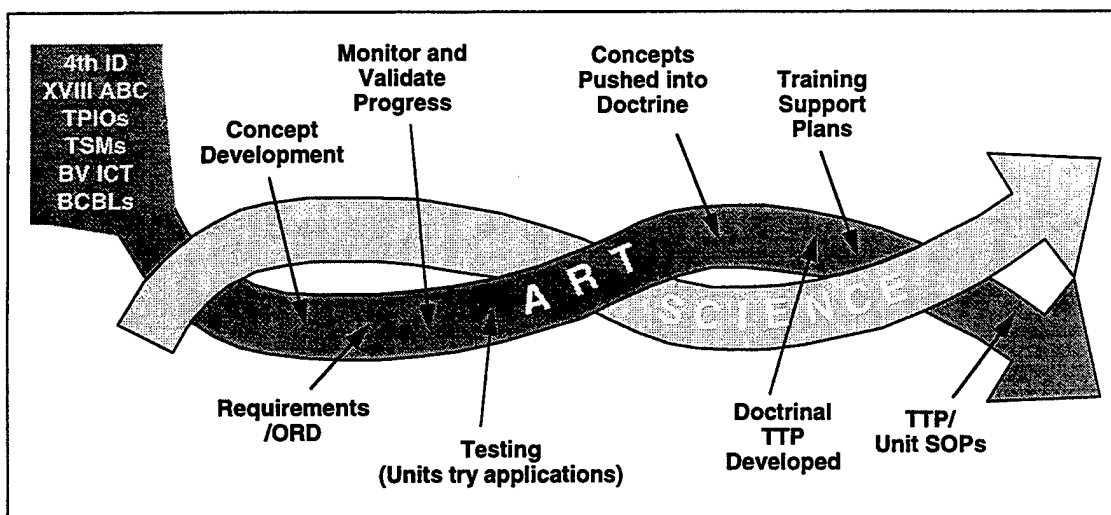 4th ID
XVIII ABC
TPIOs
TSMs
BV ICT
BCBLs
Concept
Development
Monitor and
Validate
Progress
Concepts
Pushed into
Doctrine
Training
Support
Plans
ART
SCIENCE
Requirements
/ORD
Testing
(Units try applications)
Doctrinal
TTP
Developed
TTP/
Unit SOPs